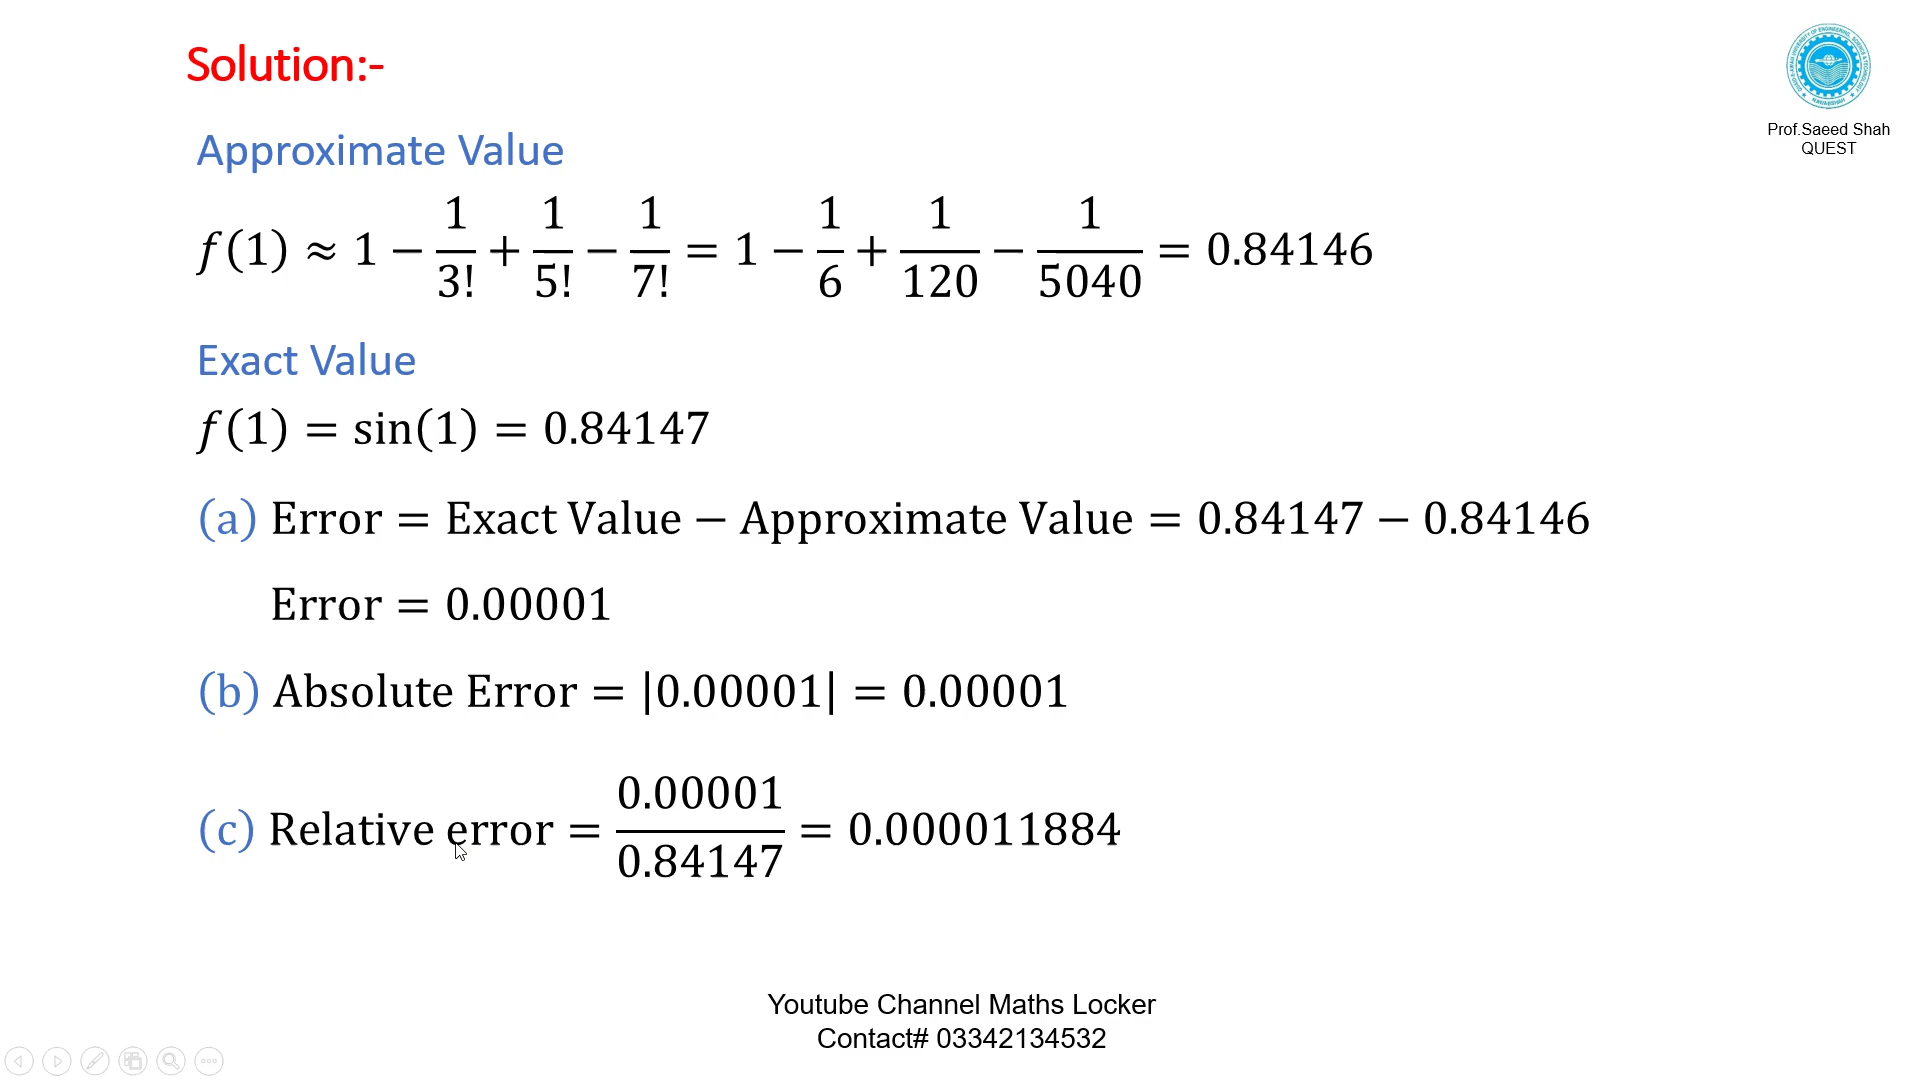 Solution:-
Prof.Saeed Shah
QUEST
Approximate Value
f(1) ≈ 1 − 1/3! + 1/5! − 1/7! = 1 − 1/6 + 1/120 − 1/5040 = 0.84146
Exact Value
f(1) = sin(1) = 0.84147
(a) Error = Exact Value − Approximate Value = 0.84147 − 0.84146
Error = 0.00001
(b) Absolute Error = |0.00001| = 0.00001
(c) Relative error = 0.00001/0.84147 = 0.000011884
Youtube Channel Maths Locker
Contact# 03342134532